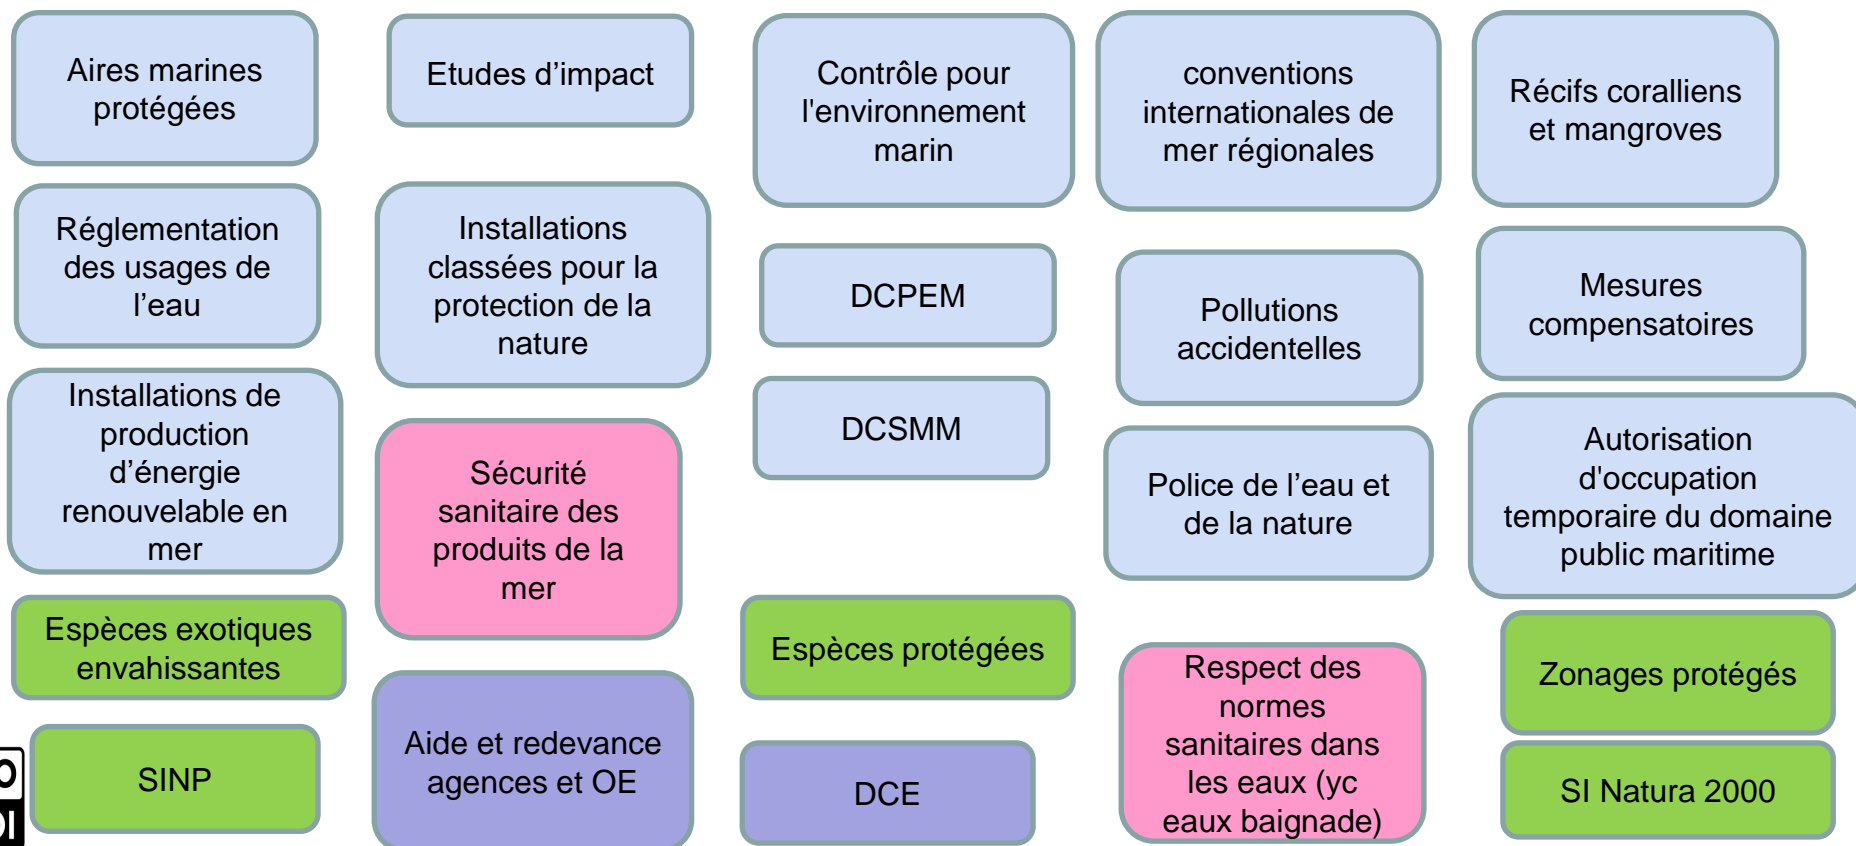 Aires marines
protégées
Etudes d’impact
Contrôle pour
l'environnement
marin
conventions
internationales de
mer régionales
Récifs coralliens
et mangroves
Réglementation
des usages de
l’eau
Installations
classées pour la
protection de la
nature
DCPEM
Pollutions
accidentelles
Mesures
compensatoires
Installations de
production
d’énergie
renouvelable en
mer
Sécurité
sanitaire des
produits de la
mer
DCSMM
Police de l’eau et
de la nature
Autorisation
d'occupation
temporaire du domaine
public maritime
Espèces exotiques
envahissantes
Espèces protégées
Respect des
normes
sanitaires dans
les eaux (yc
eaux baignade)
Zonages protégés
SINP
Aide et redevance
agences et OE
DCE
SI Natura 2000